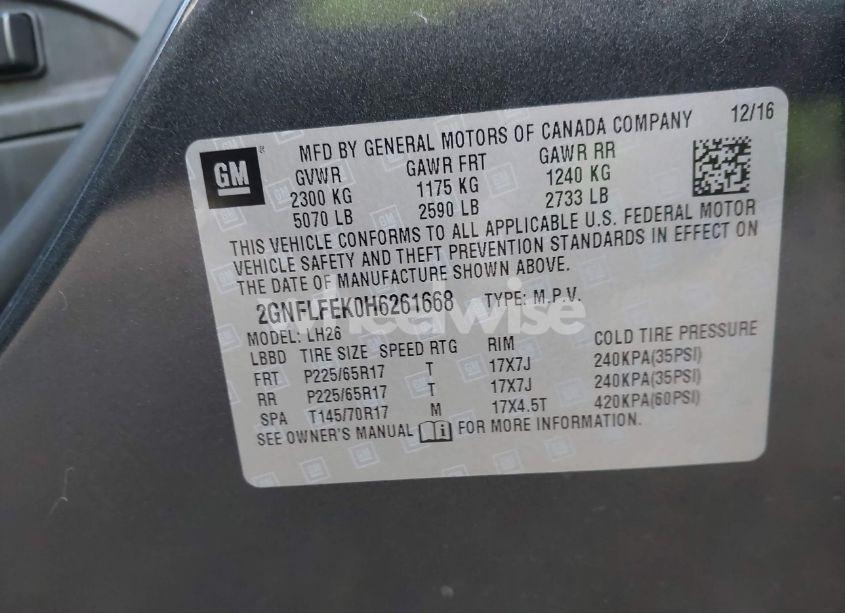 MFD BY GENERAL MOTORS OF CANADA COMPANY 12/16
GM
GVWR GAWR FRT GAWR RR
2300 KG 1175 KG 1240 KG
5070 LB 2590 LB 2733 LB
THIS VEHICLE CONFORMS TO ALL APPLICABLE U.S. FEDERAL MOTOR
VEHICLE SAFETY AND THEFT PREVENTION STANDARDS IN EFFECT ON
THE DATE OF MANUFACTURE SHOWN ABOVE.
2GNFLFEK0H6261668 TYPE: M.P.V.
wheelwise
MODEL: LH26
LBBD TIRE SIZE SPEED RTG RIM COLD TIRE PRESSURE
FRT P225/65R17 T 17X7J 240KPA(35PSI)
RR P225/65R17 T 17X7J 240KPA(35PSI)
SPA T145/70R17 M 17X4.5T 420KPA(60PSI)
SEE OWNER'S MANUAL FOR MORE INFORMATION.